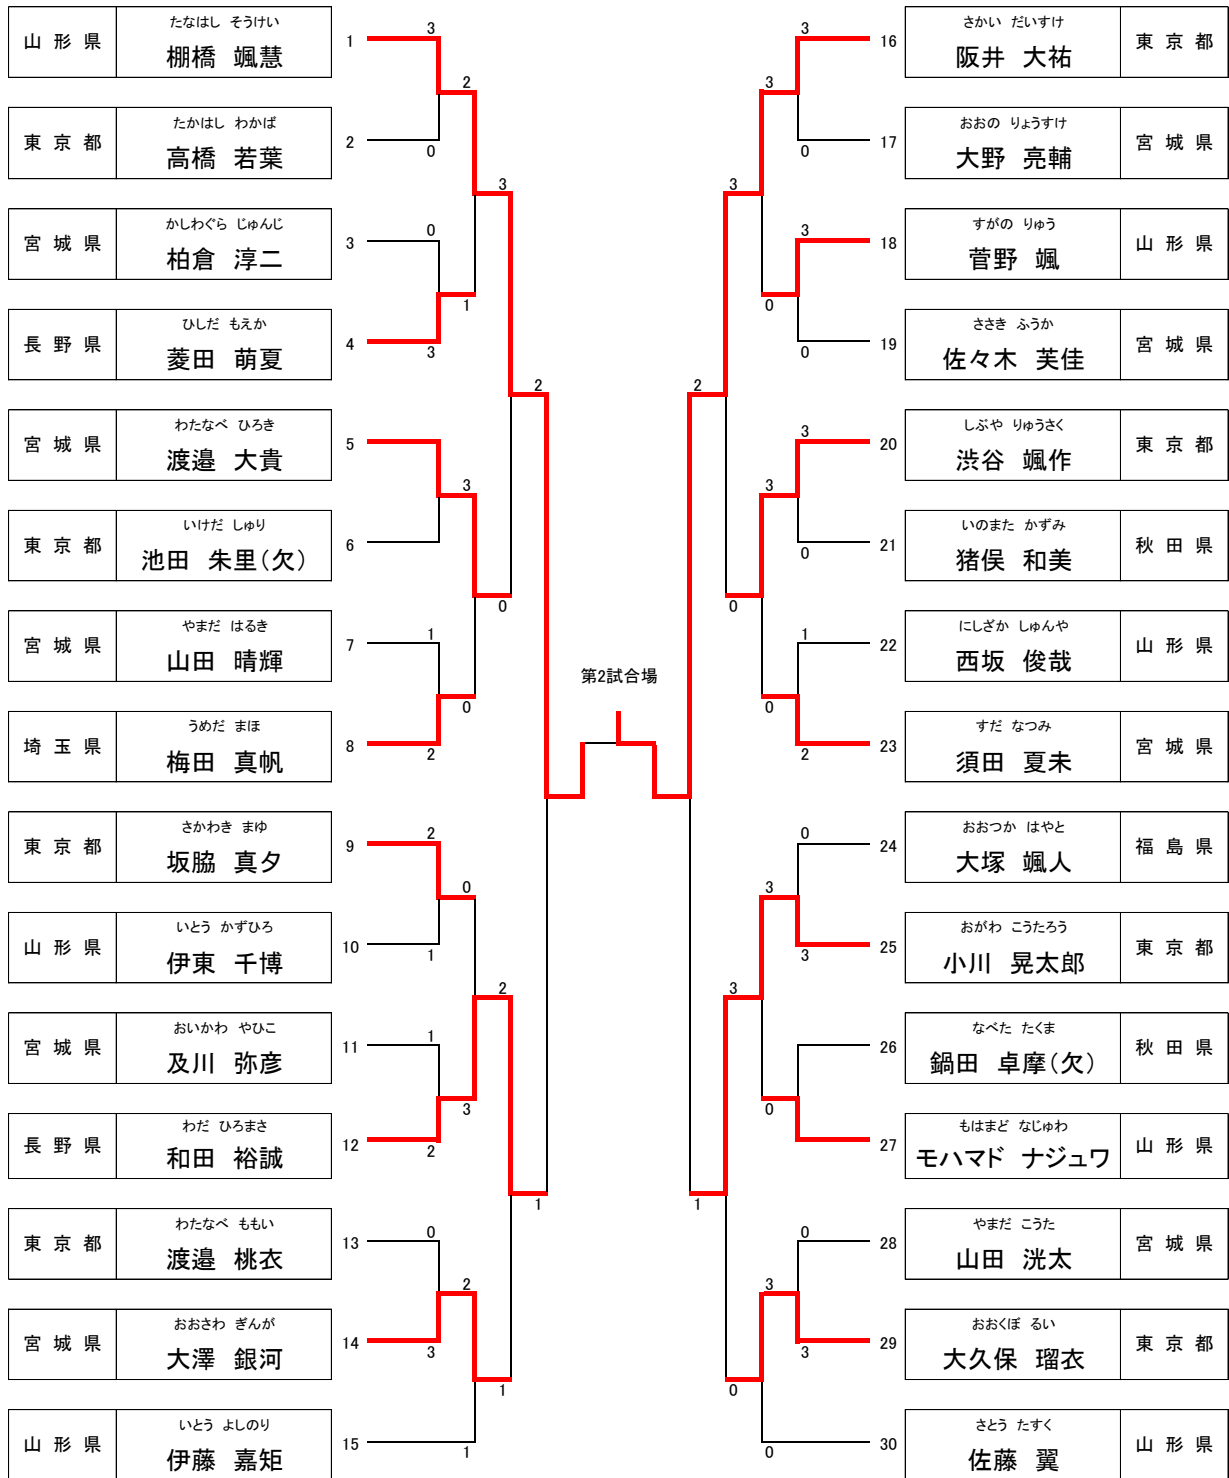 山形県 たなはし そうけい 棚橋 颯慧 1 3
東京都 たかはし わかば 高橋 若葉 2 0
2
宮城県 かしわぐら じゅんじ 柏倉 淳二 3 0
長野県 ひしだ もえか 菱田 萌夏 4 3
1
3
宮城県 わたなべ ひろき 渡邉 大貴 5
東京都 いけだ しゅり 池田 朱里(欠) 6
3
宮城県 やまだ はるき 山田 晴輝 7 1
埼玉県 うめだ まほ 梅田 真帆 8 2
0
0
2
東京都 さかわき まゆ 坂脇 真夕 9 2
山形県 いとう かずひろ 伊東 千博 10 1
0
宮城県 おいかわ やひこ 及川 弥彦 11 1
長野県 わだ ひろまさ 和田 裕誠 12 2
3
2
東京都 わたなべ ももい 渡邉 桃衣 13 0
宮城県 おおさわ ぎんが 大澤 銀河 14 3
2
山形県 いとう よしのり 伊藤 嘉矩 15 1
1
1
第2試合場
3 16 さかい だいすけ 阪井 大祐 東京都
0 17 おおの りょうすけ 大野 亮輔 宮城県
3
3 18 すがの りゅう 菅野 颯 山形県
0 19 ささき ふうか 佐々木 芙佳 宮城県
0
3
3 20 しぶや りゅうさく 渋谷 颯作 東京都
0 21 いのまた かずみ 猪俣 和美 秋田県
3
1 22 にしざか しゅんや 西坂 俊哉 山形県
2 23 すだ なつみ 須田 夏未 宮城県
0
0
2
0 24 おおつか はやと 大塚 颯人 福島県
3 25 おがわ こうたろう 小川 晃太郎 東京都
3
26 なべた たくま 鍋田 卓摩(欠) 秋田県
27 もはまど なじゅわ モハマド ナジュワ 山形県
0
3
0 28 やまだ こうた 山田 洸太 宮城県
3 29 おおくぼ るい 大久保 瑠衣 東京都
3
0 30 さとう たすく 佐藤 翼 山形県
0
1